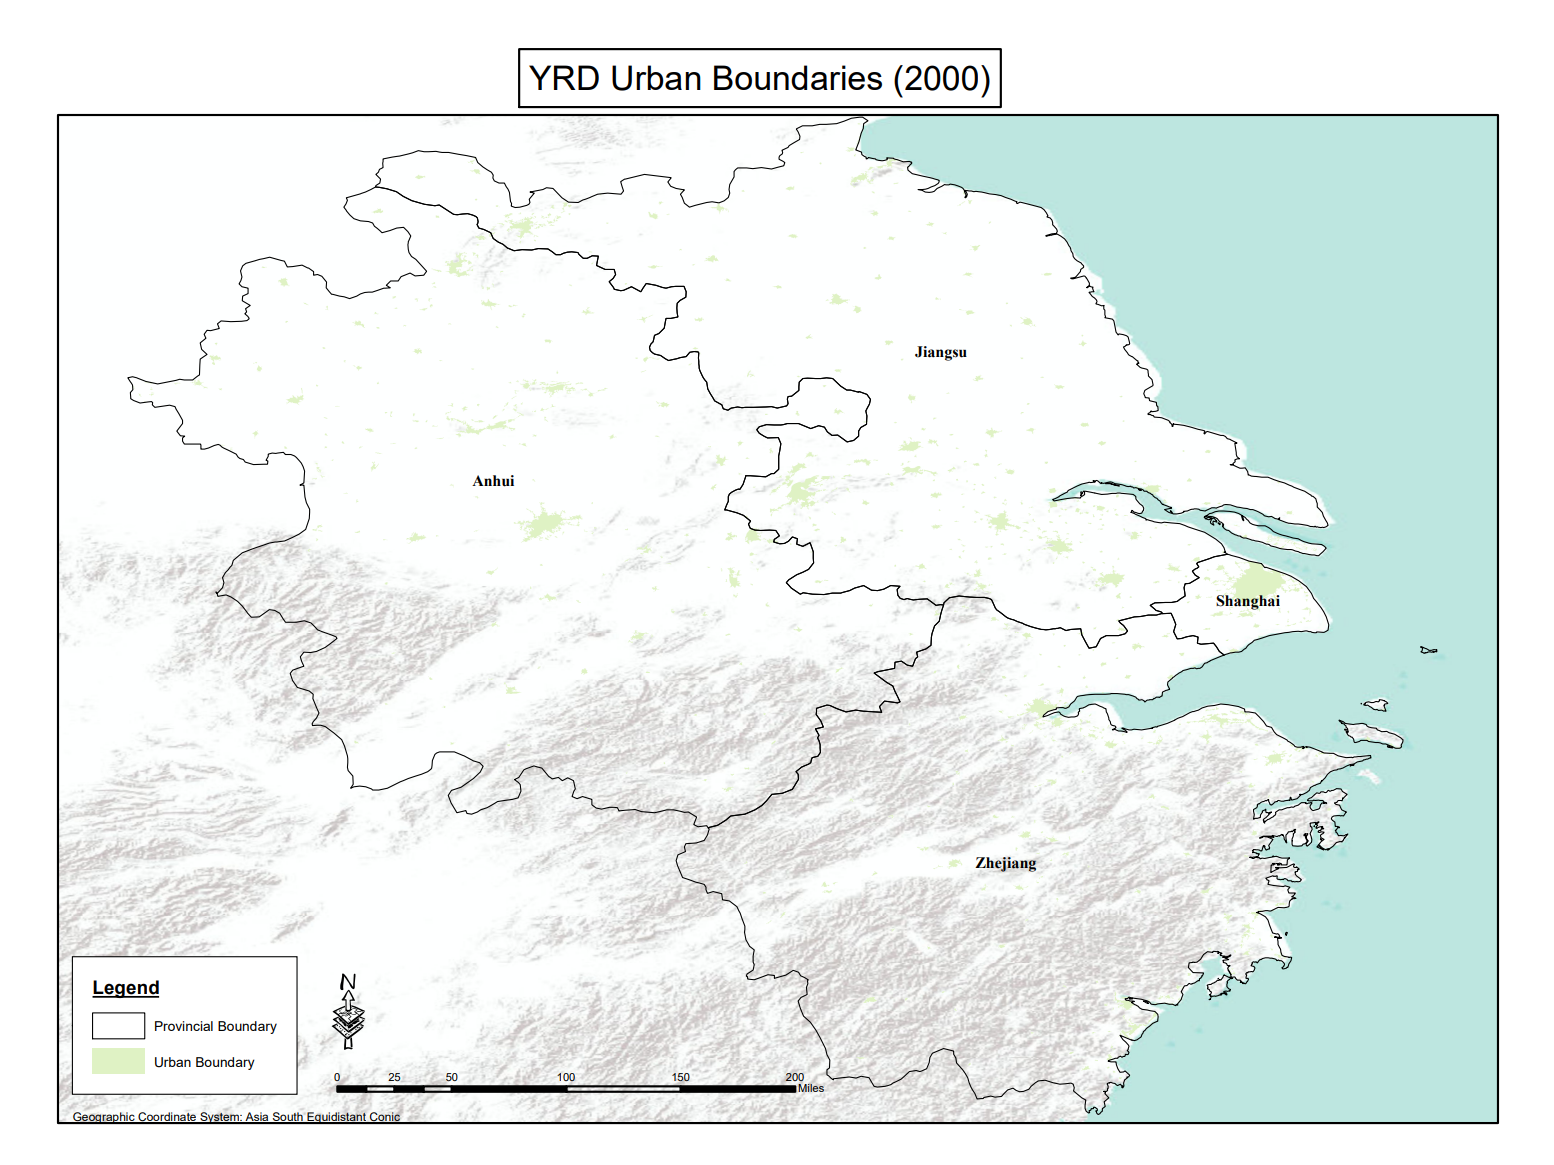 YRD Urban Boundaries (2000)
Jiangsu
Anhui
Shanghai
Zhejiang
Legend
Provincial Boundary
Urban Boundary
N
0 25 50 100 150 200
Miles
Geographic Coordinate System: Asia South Equidistant Conic